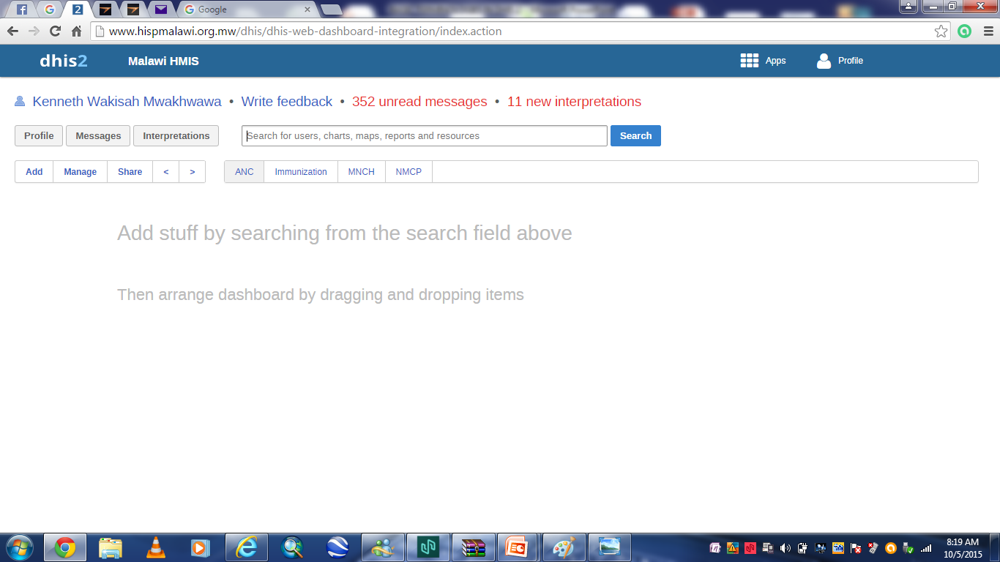 Google
www.hispmalawi.org.mw/dhis/dhis-web-dashboard-integration/index.action
dhis2 Malawi HMIS Apps Profile
Kenneth Wakisah Mwakhwawa • Write feedback • 352 unread messages • 11 new interpretations
Profile Messages Interpretations Search for users, charts, maps, reports and resources Search
Add Manage Share < > ANC Immunization MNCH NMCP
Add stuff by searching from the search field above
Then arrange dashboard by dragging and dropping items
8:19 AM
10/5/2015